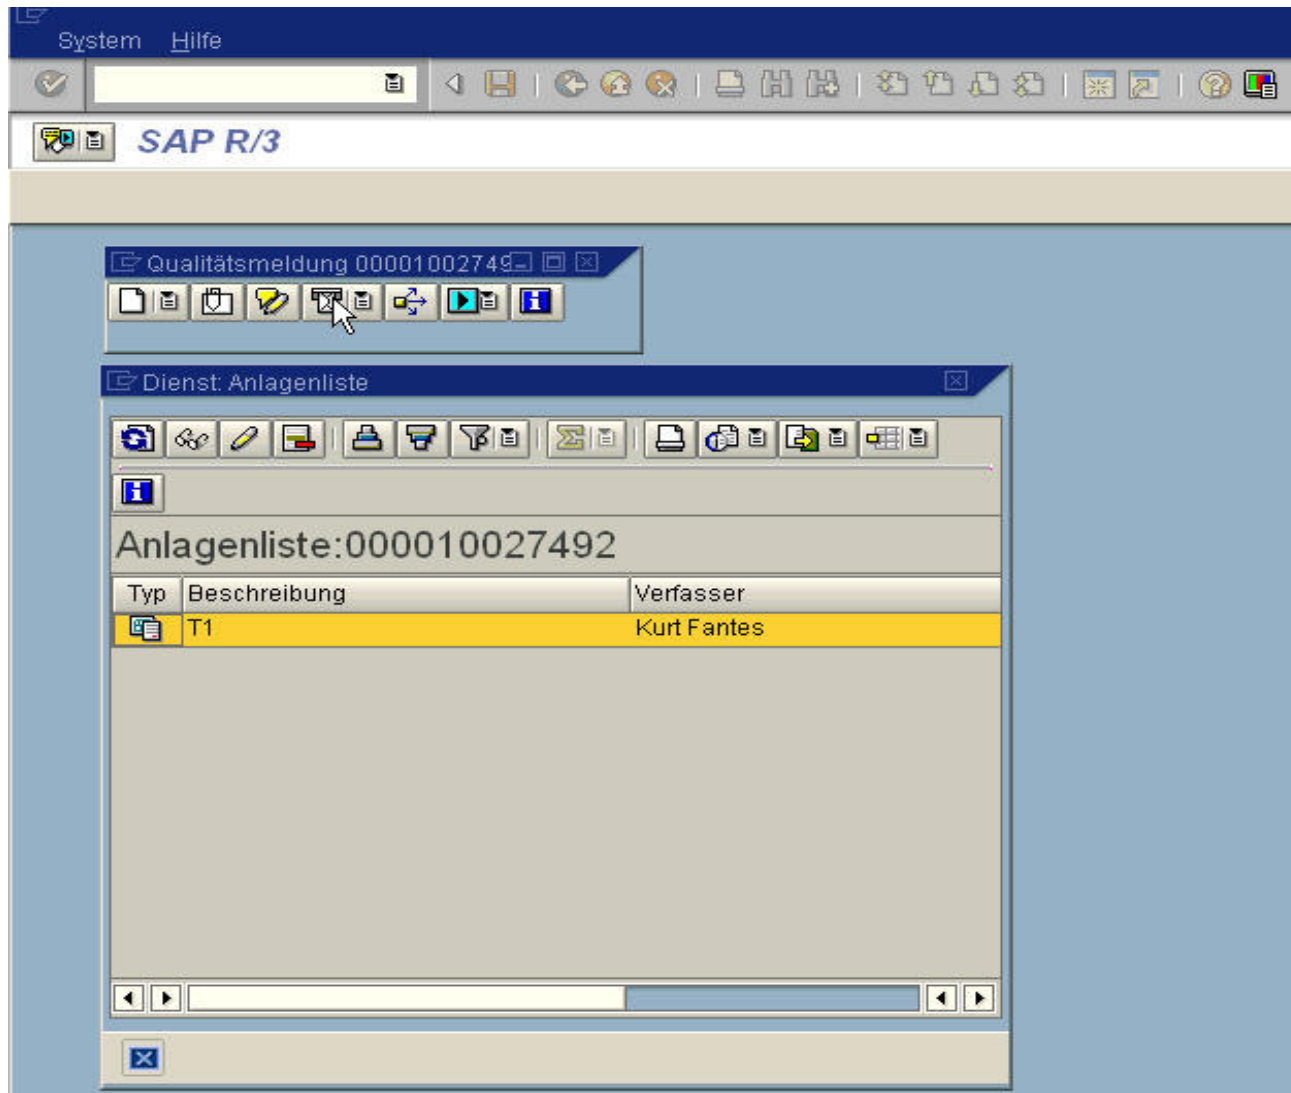 System Hilfe
SAP R/3
Qualitätsmeldung 00001002749
Dienst: Anlagenliste
Anlagenliste:000010027492
Typ Beschreibung Verfasser
T1 Kurt Fantes